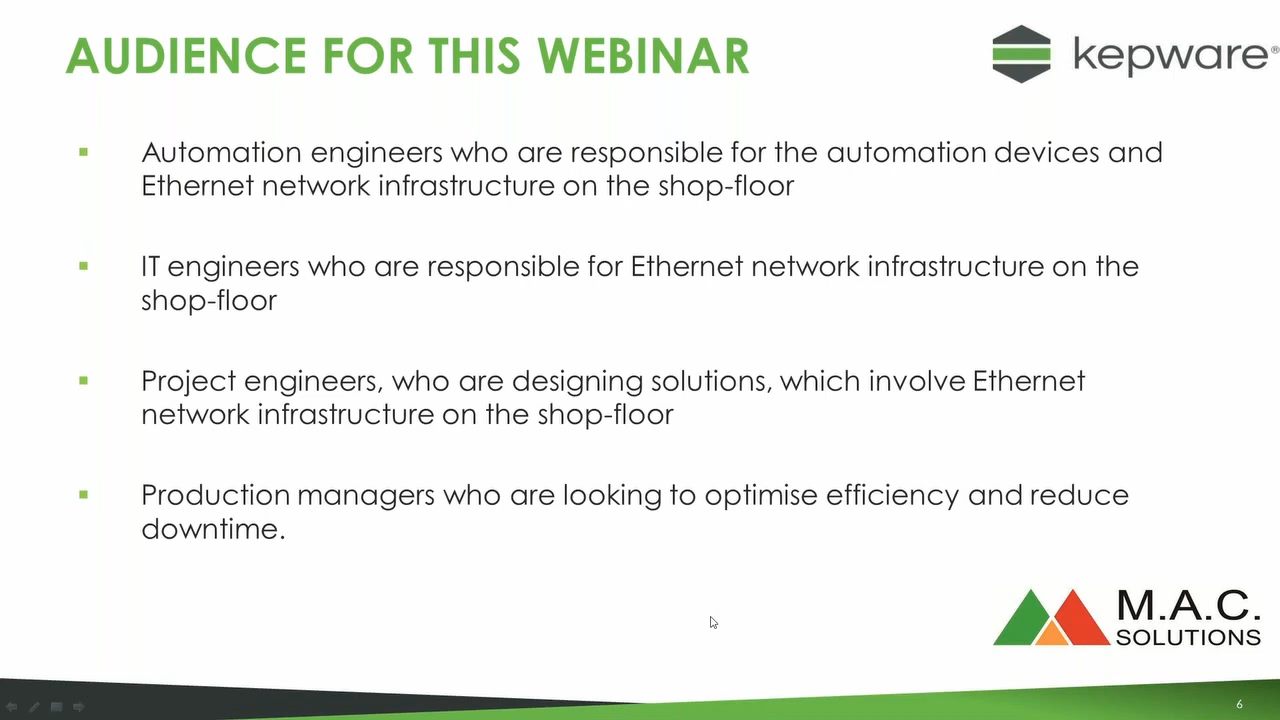 AUDIENCE FOR THIS WEBINAR
kepware®
Automation engineers who are responsible for the automation devices and
Ethernet network infrastructure on the shop-floor
IT engineers who are responsible for Ethernet network infrastructure on the
shop-floor
Project engineers, who are designing solutions, which involve Ethernet
network infrastructure on the shop-floor
Production managers who are looking to optimise efficiency and reduce
downtime.
M.A.C.
SOLUTIONS
6